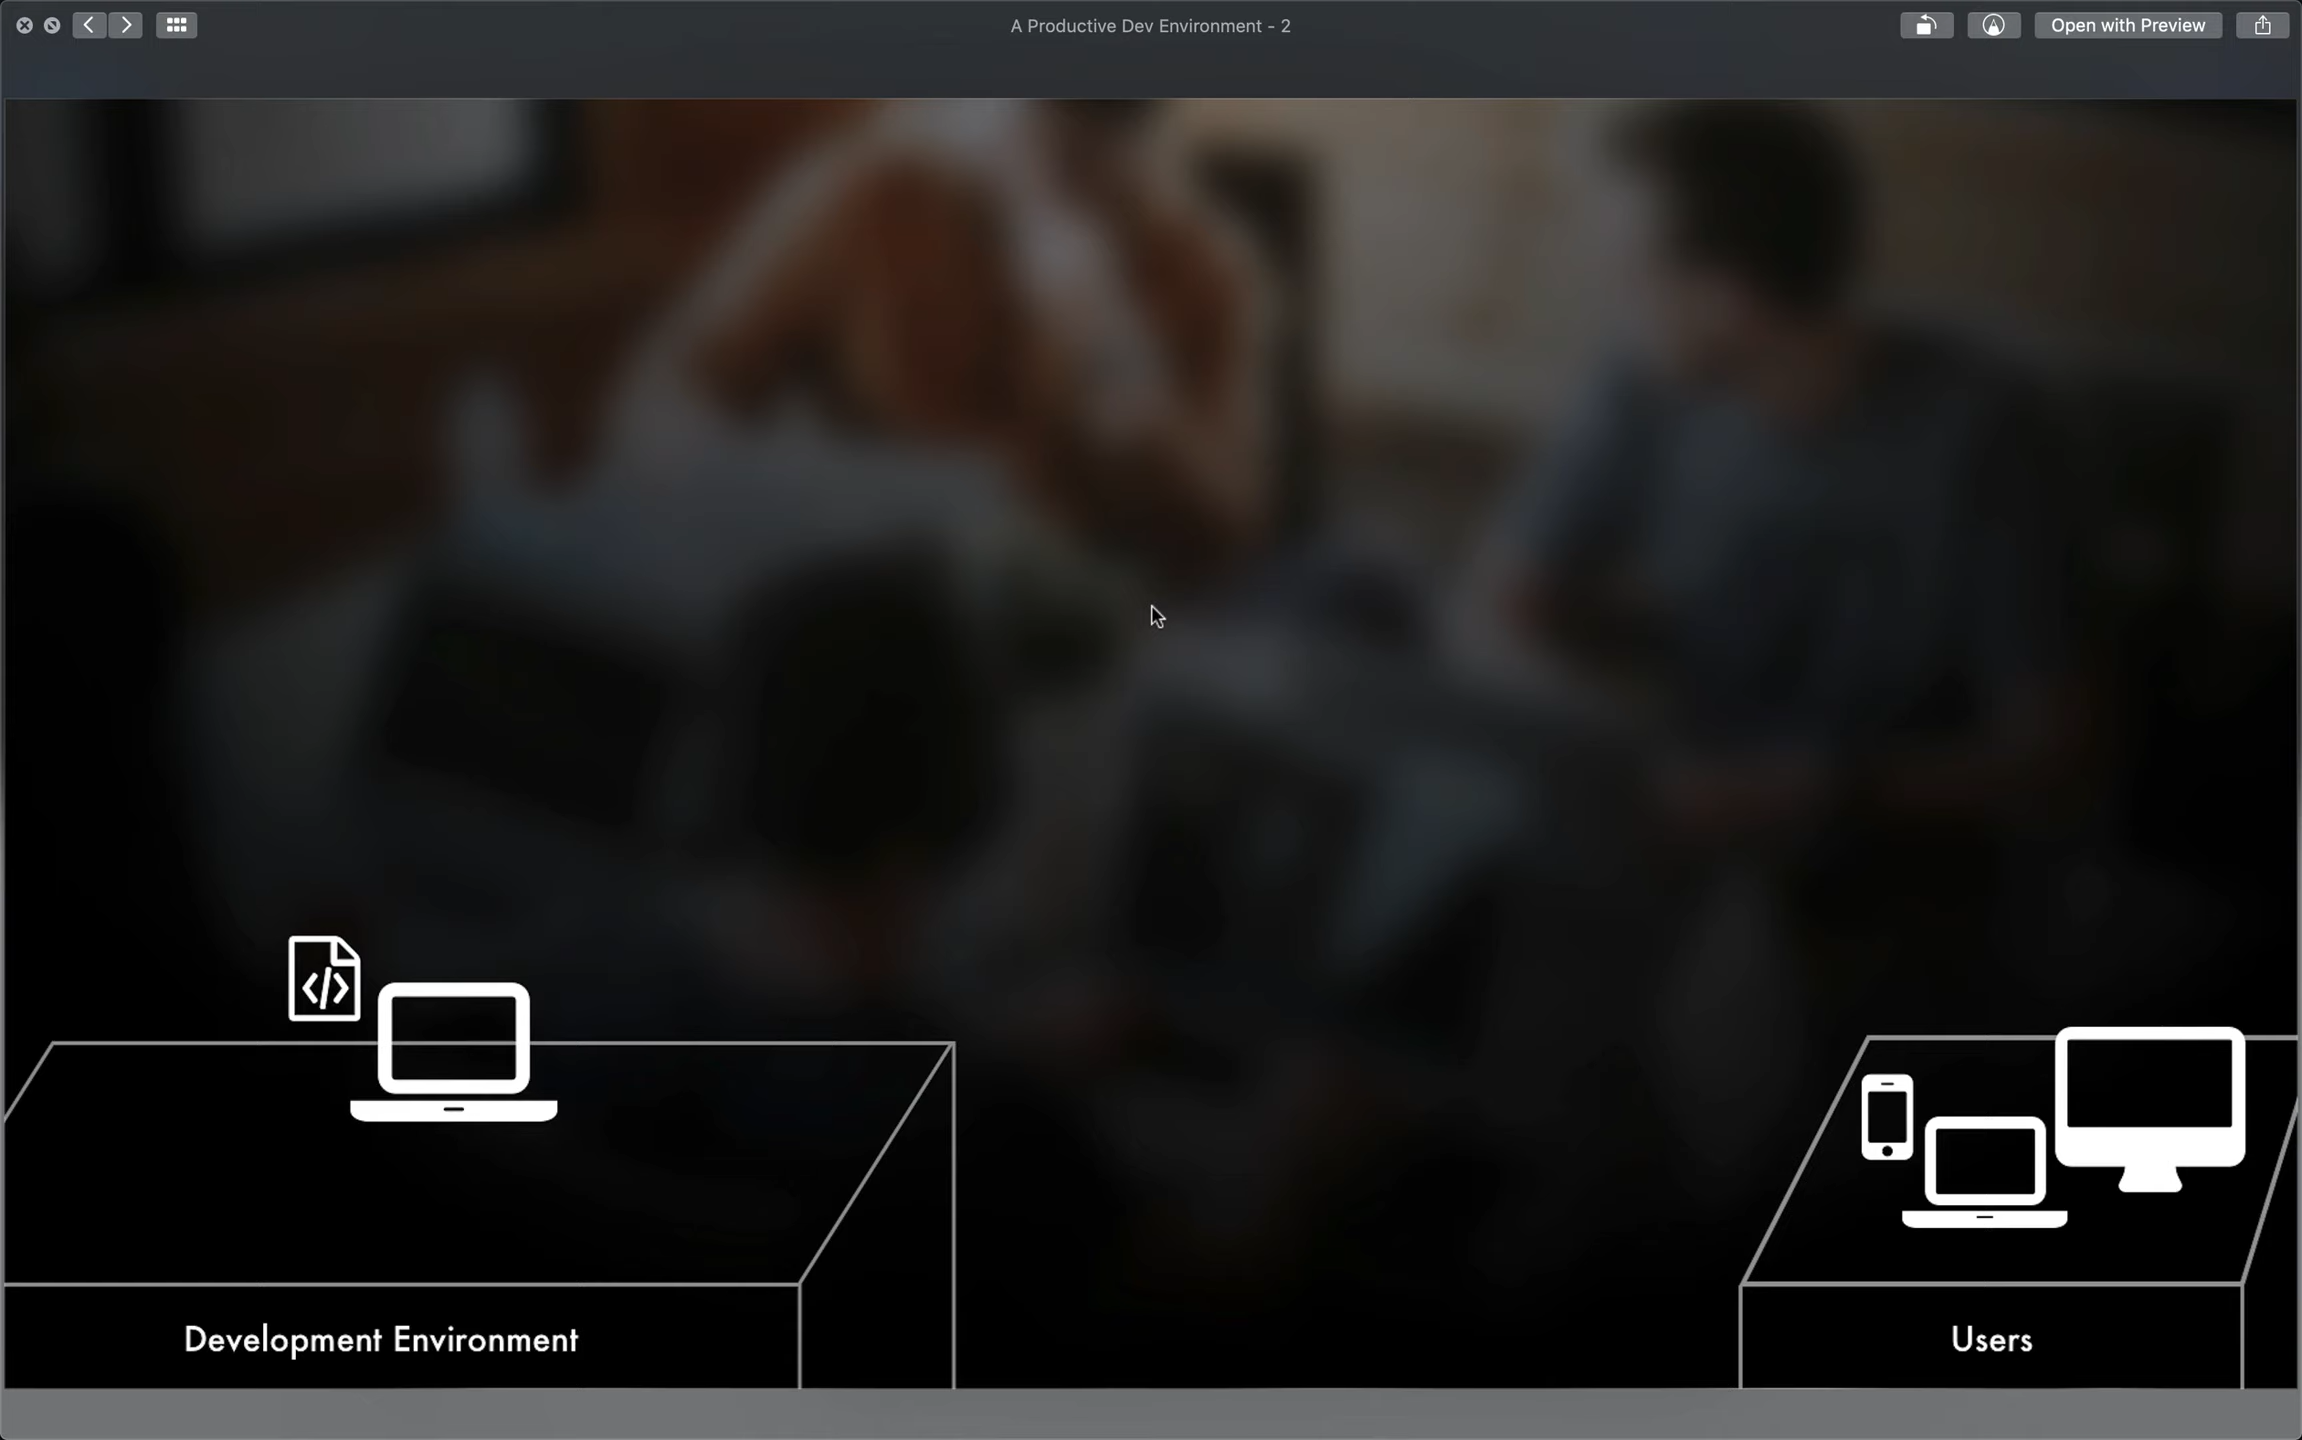 A Productive Dev Environment - 2
Open with Preview
</>
Development Environment
Users